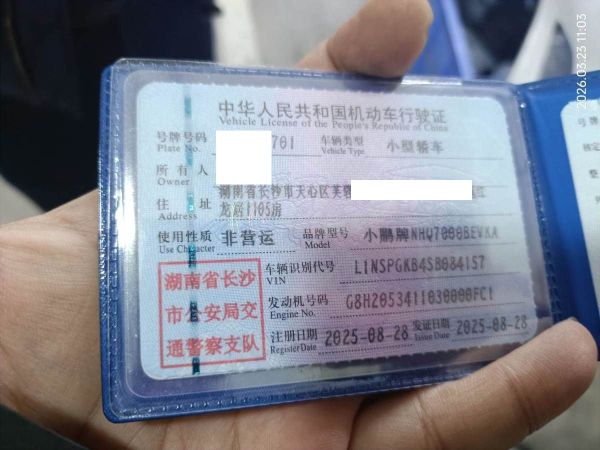 2026.03.23 11:03
中华人民共和国机动车行驶证
Vehicle License of the People's Republic of China
号牌号码 701 车辆类型 小型轿车
Plate No. Vehicle Type
所有人
Owner
住址 湖南省长沙市天心区芙蓉
Address 龙居1105房
使用性质 非营运 品牌型号 小鹏牌NHQ7000BEVKA
Use Character Model
湖南省长沙
市公安局交
通警察支队
车辆识别代号 L1NSPGKB4SB084157
VIN
发动机号码 G8H2053411030000FC1
Engine No.
注册日期 2025-08-28 发证日期 2025-08-28
Register Date Issue Date
号牌
核定
整